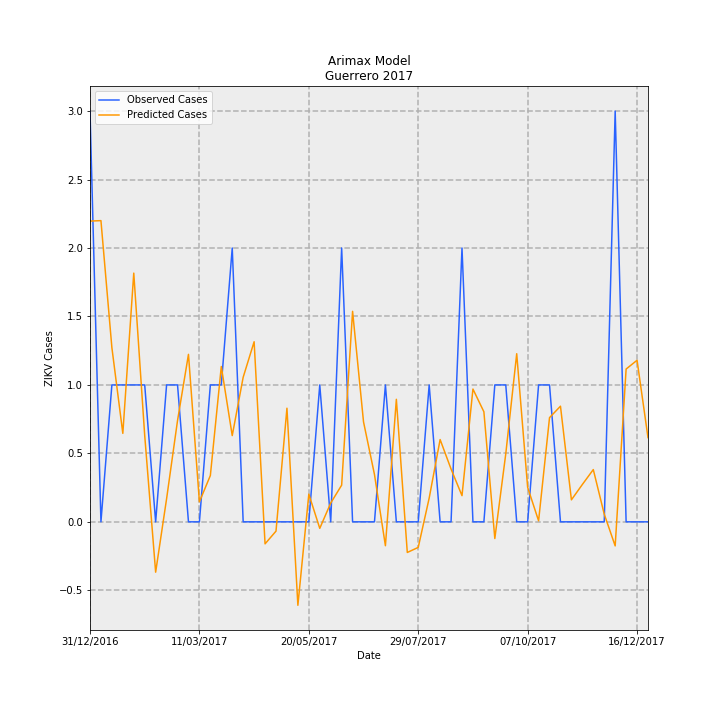 Arimax Model
Guerrero 2017
Observed Cases
Predicted Cases
3.0
2.5
2.0
1.5
1.0
0.5
0.0
−0.5
ZIKV Cases
31/12/2016 11/03/2017 20/05/2017 29/07/2017 07/10/2017 16/12/2017
Date